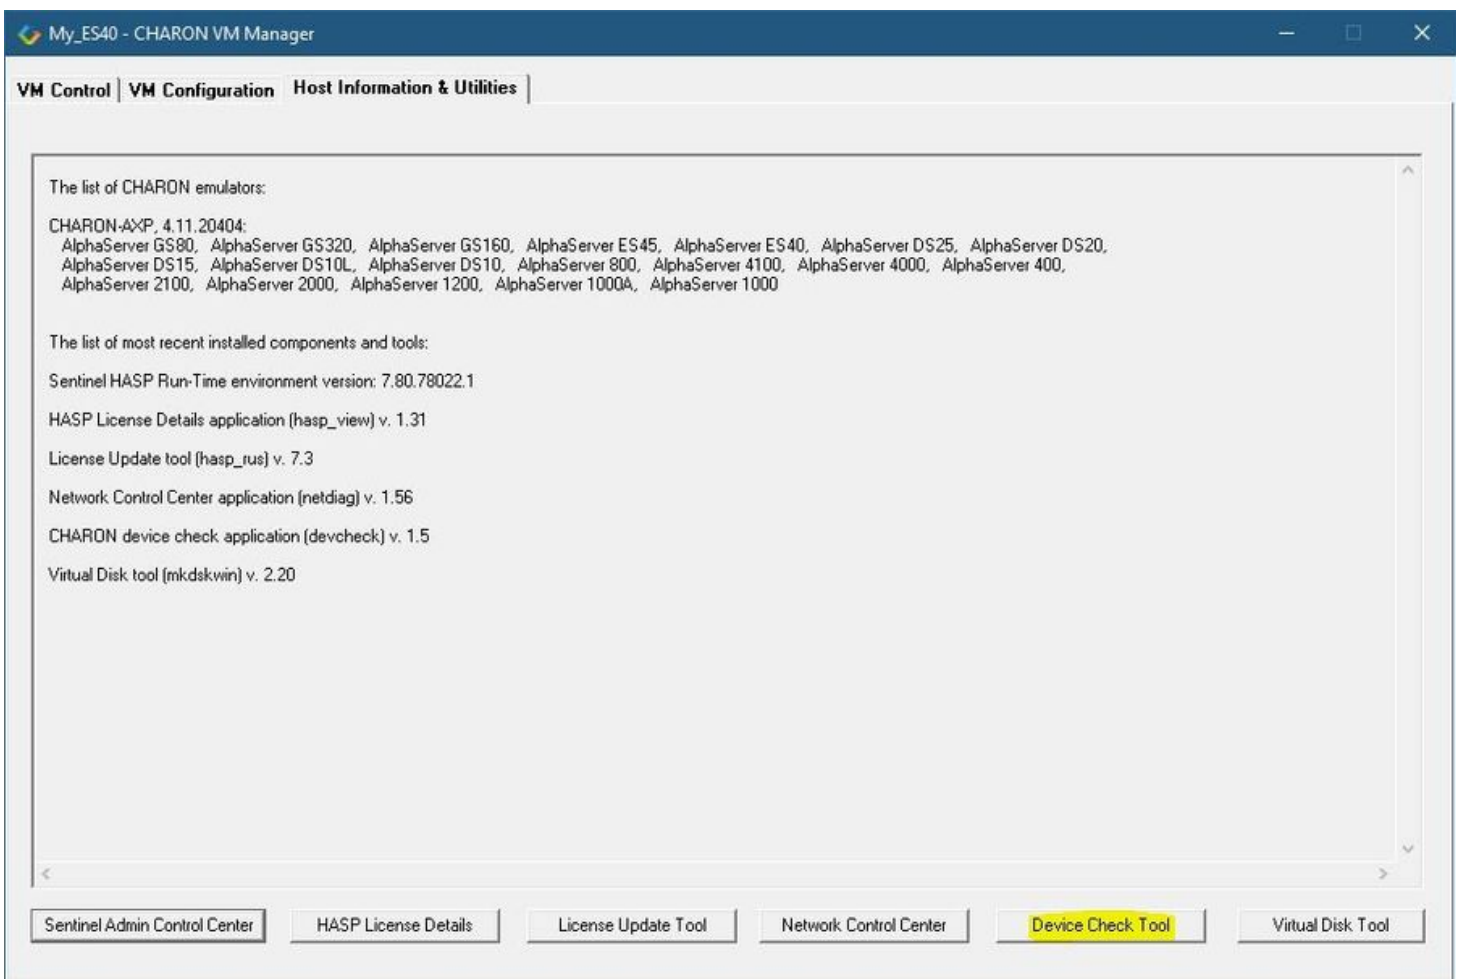 My_ES40 - CHARON VM Manager
VM Control VM Configuration Host Information & Utilities
The list of CHARON emulators:
CHARON-AXP, 4.11.20404:
AlphaServer GS80, AlphaServer GS320, AlphaServer GS160, AlphaServer ES45, AlphaServer ES40, AlphaServer DS25, AlphaServer DS20,
AlphaServer DS15, AlphaServer DS10L, AlphaServer DS10, AlphaServer 800, AlphaServer 4100, AlphaServer 4000, AlphaServer 400,
AlphaServer 2100, AlphaServer 2000, AlphaServer 1200, AlphaServer 1000A, AlphaServer 1000
The list of most recent installed components and tools:
Sentinel HASP Run-Time environment version: 7.80.78022.1
HASP License Details application (hasp_view) v. 1.31
License Update tool (hasp_rus) v. 7.3
Network Control Center application (netdiag) v. 1.56
CHARON device check application (devcheck) v. 1.5
Virtual Disk tool (mkdskwin) v. 2.20
Sentinel Admin Control Center HASP License Details License Update Tool Network Control Center Device Check Tool Virtual Disk Tool